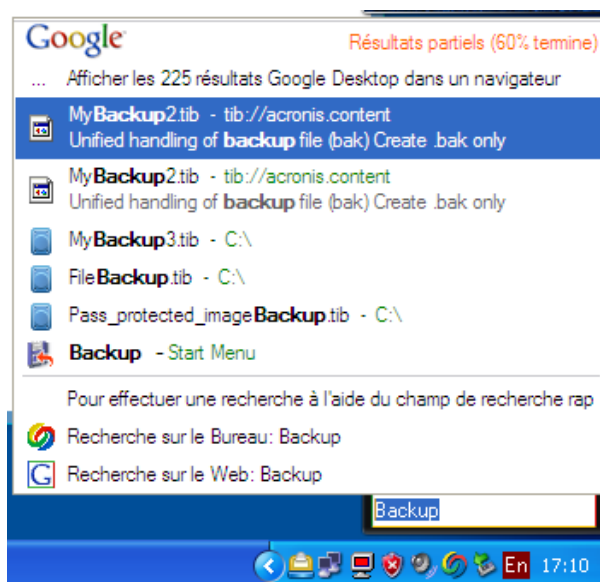 Google
Résultats partiels (60% termine)
... Afficher les 225 résultats Google Desktop dans un navigateur
MyBackup2.tib - tib://acronis.content
Unified handling of backup file (bak) Create .bak only
MyBackup2.tib - tib://acronis.content
Unified handling of backup file (bak) Create .bak only
MyBackup3.tib - C:\
FileBackup.tib - C:\
Pass_protected_imageBackup.tib - C:\
Backup - Start Menu
Pour effectuer une recherche à l'aide du champ de recherche rap
Recherche sur le Bureau: Backup
G Recherche sur le Web: Backup
Backup
En 17:10